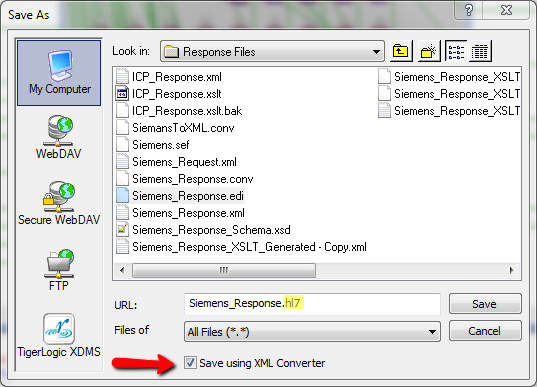 Save As
Look in: Response Files
My Computer
WebDAV
Secure WebDAV
FTP
TigerLogic XDMS
ICP_Response.xml
ICP_Response.xslt
ICP_Response.xslt.bak
SiemansToXML.conv
Siemens.sef
Siemens_Request.xml
Siemens_Response.conv
Siemens_Response.edi
Siemens_Response.xml
Siemens_Response_Schema.xsd
Siemens_Response_XSLT_Generated - Copy.xml
Siemens_Response_XSLT
Siemens_Response_XSLT
Siemens_Response_XSLT
URL: Siemens_Response.hl7 Save
Files of All Files (*.*) Cancel
Save using XML Converter